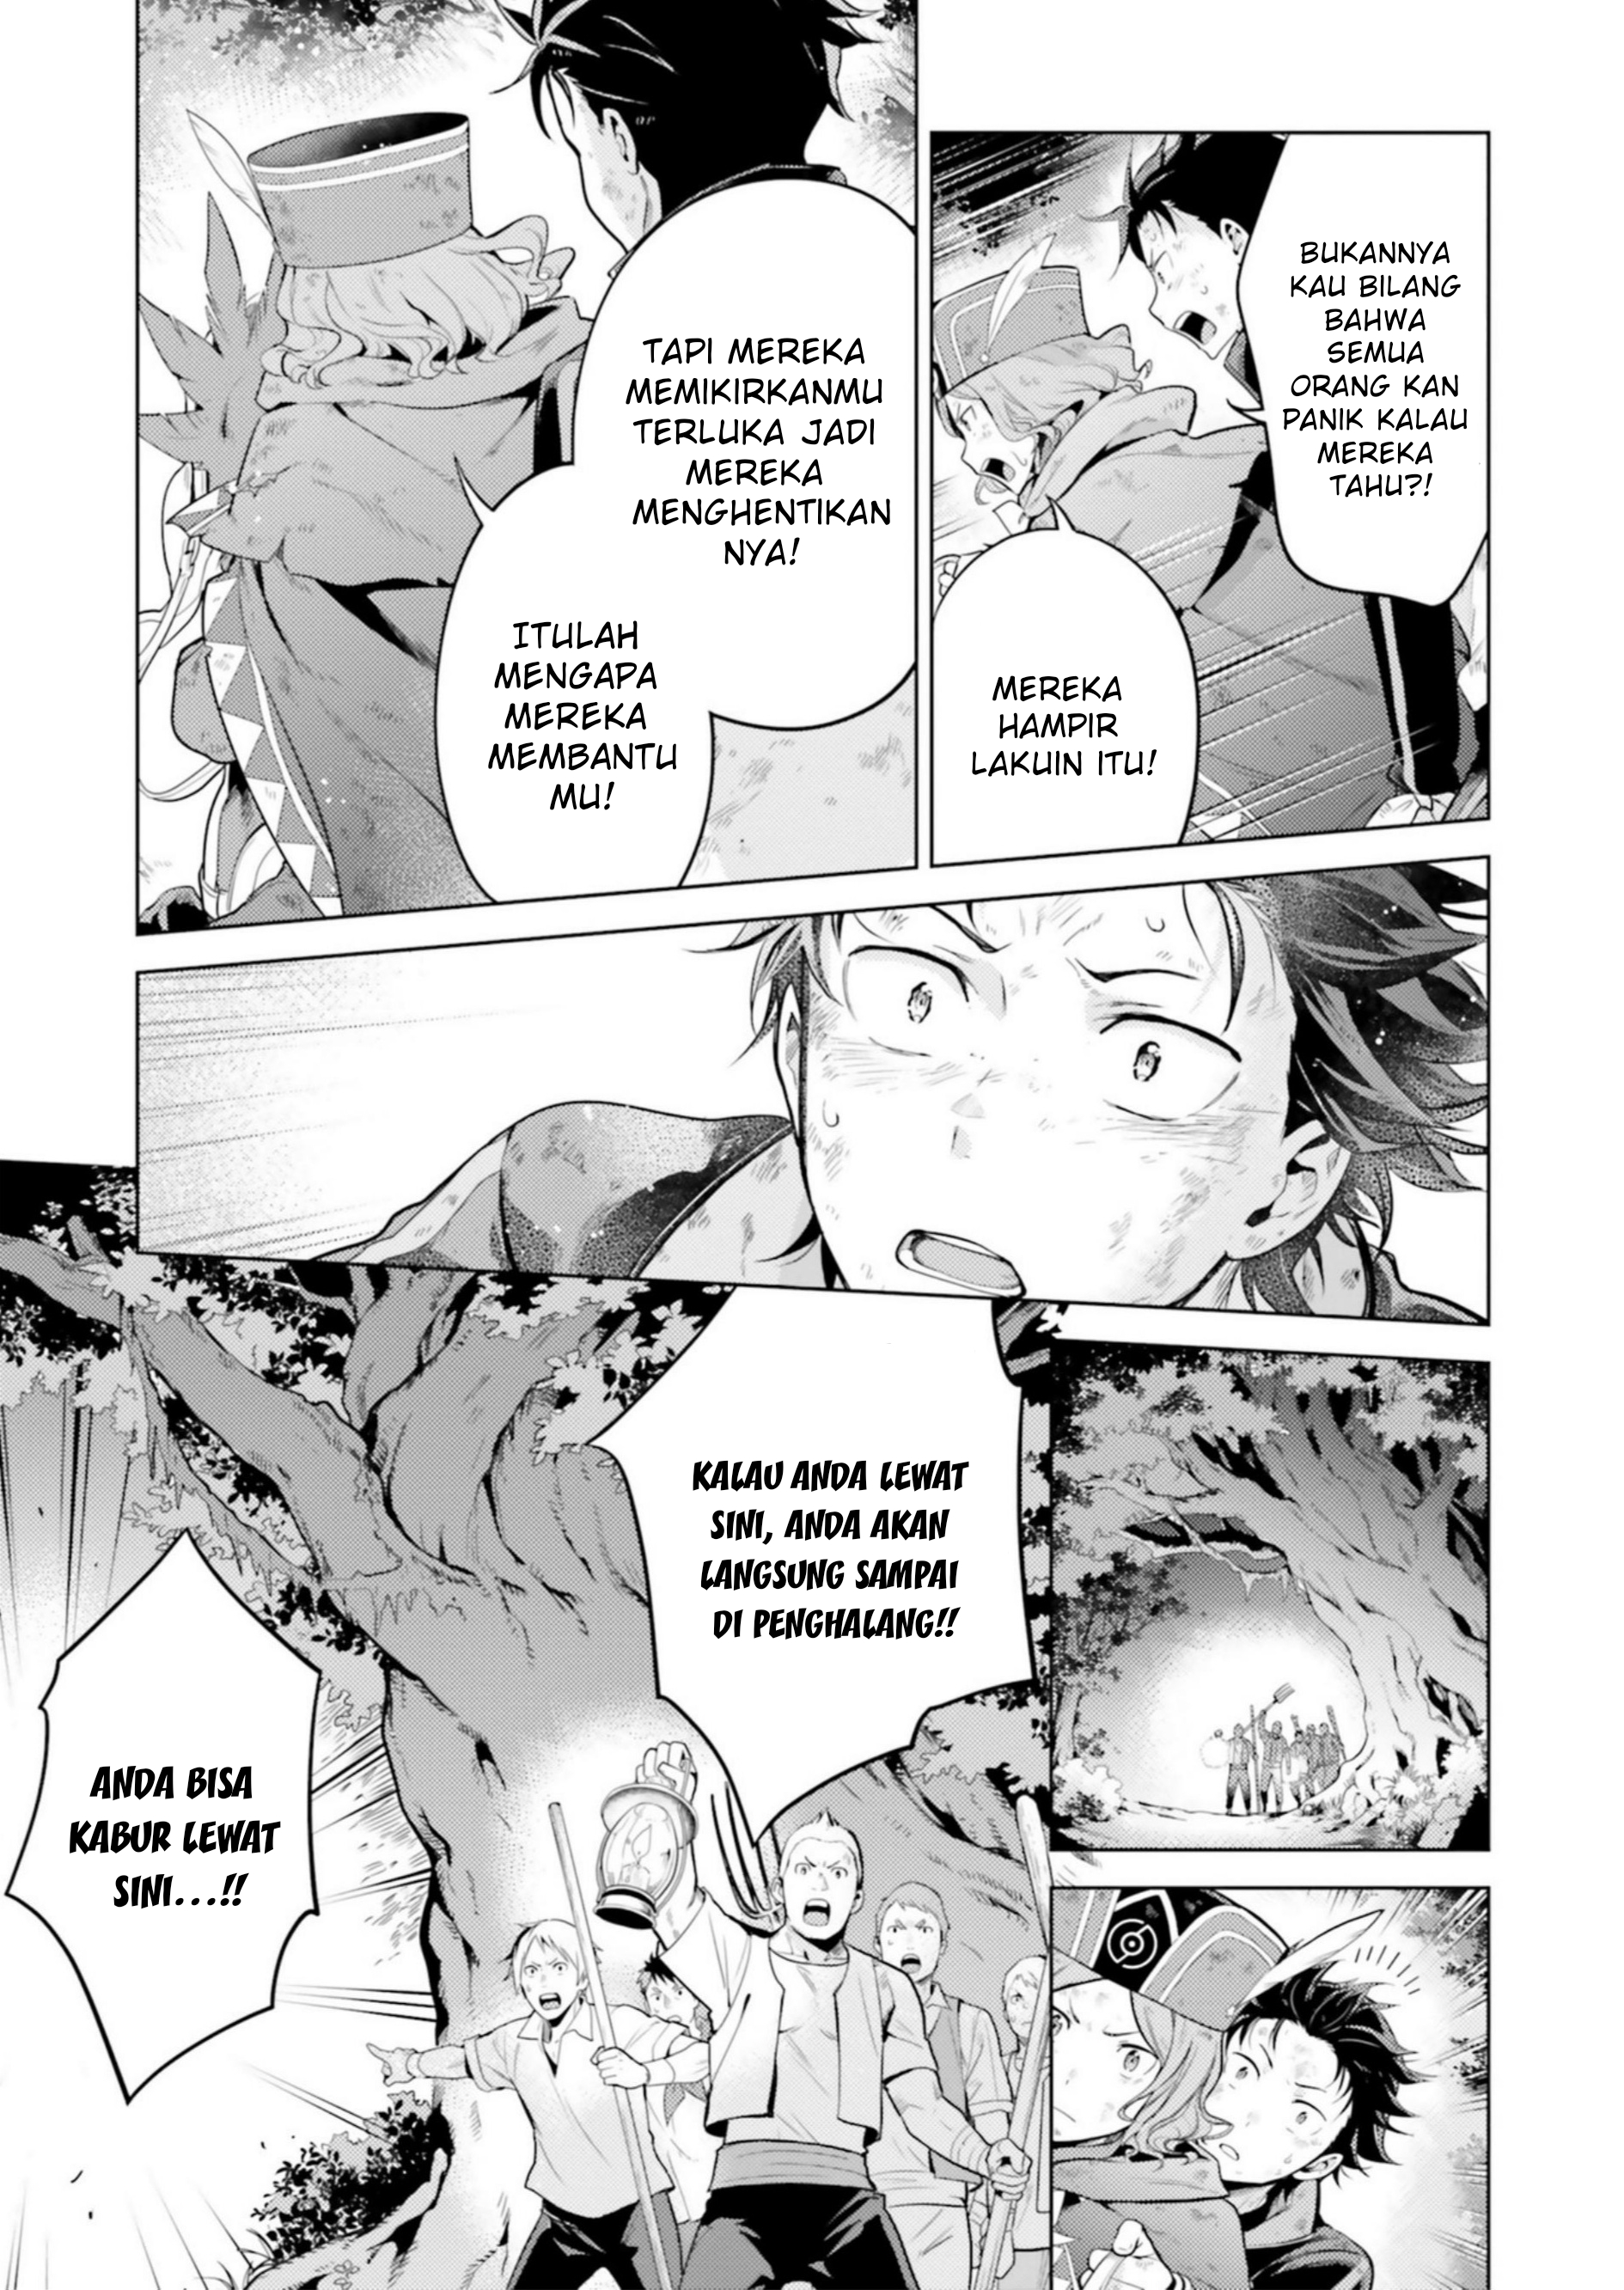 BUKANNYA
KAU BILANG
BAHWA
SEMUA
ORANG KAN
PANIK KALAU
MEREKA
TAHU?!
MEREKA
HAMPIR
LAKUIN ITU!
TAPI MEREKA
MEMIKIRKANMU
TERLUKA JADI
MEREKA
MENGHENTIKAN
NYA!
ITULAH
MENGAPA
MEREKA
MEMBANTU
MU!
KALAU ANDA LEWAT
SINI, ANDA AKAN
LANGSUNG SAMPAI
DI PENGHALANG!!
ANDA BISA
KABUR LEWAT
SINI...!!